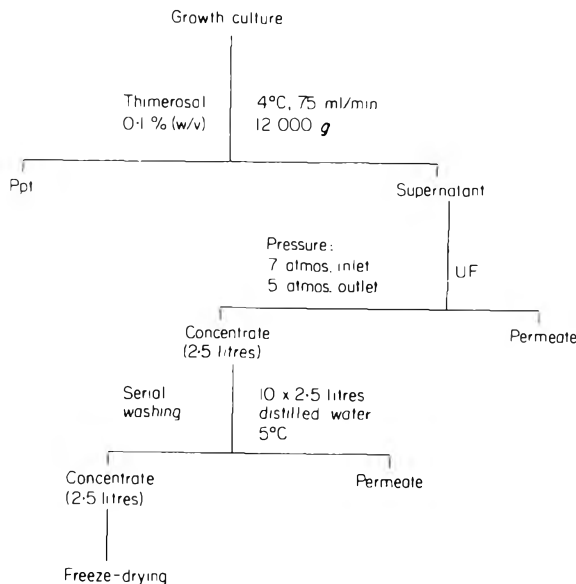 Growth culture
Thimerosal
0·1 % (w/v)
4°C, 75 ml/min
12 000 g
Ppt
Supernatant
Pressure:
7 atmos. inlet
5 atmos. outlet
UF
Concentrate
(2·5 litres)
Permeate
Serial
washing
10 x 2·5 litres
distilled water
5°C
Concentrate
(2·5 litres)
Permeate
Freeze-drying